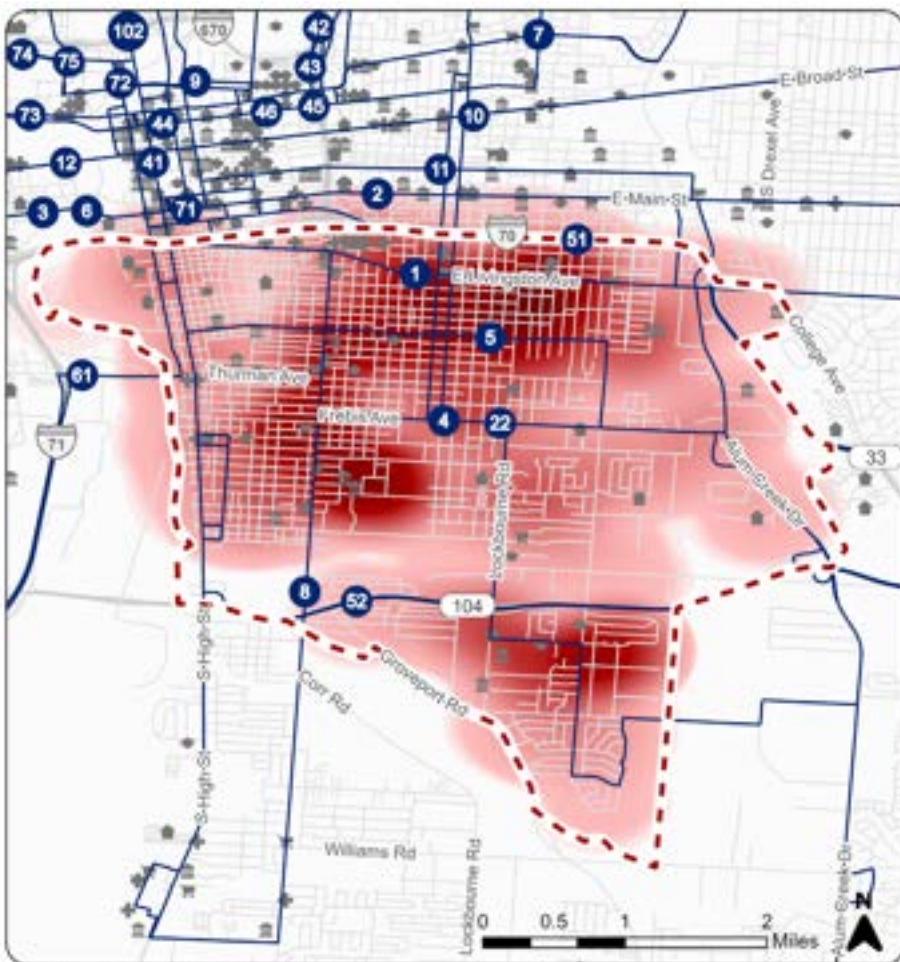 102
670
42
7
74
75
43
72
9
E Broad St
73
46
45
44
10
S Drexel Ave
12
41
11
2
E Main St
3
6
71
70
51
1
E Livingston Ave
5
College Ave
61
Thurman Ave
Frebis Ave
4
22
71
33
Alum Creek Dr
Lockbourne Rd
8
52
104
S High St
Groveport Rd
Corr Rd
S High St
Williams Rd
Lockbourne Rd
Alum Creek Dr
N
0 0.5 1 2
Miles